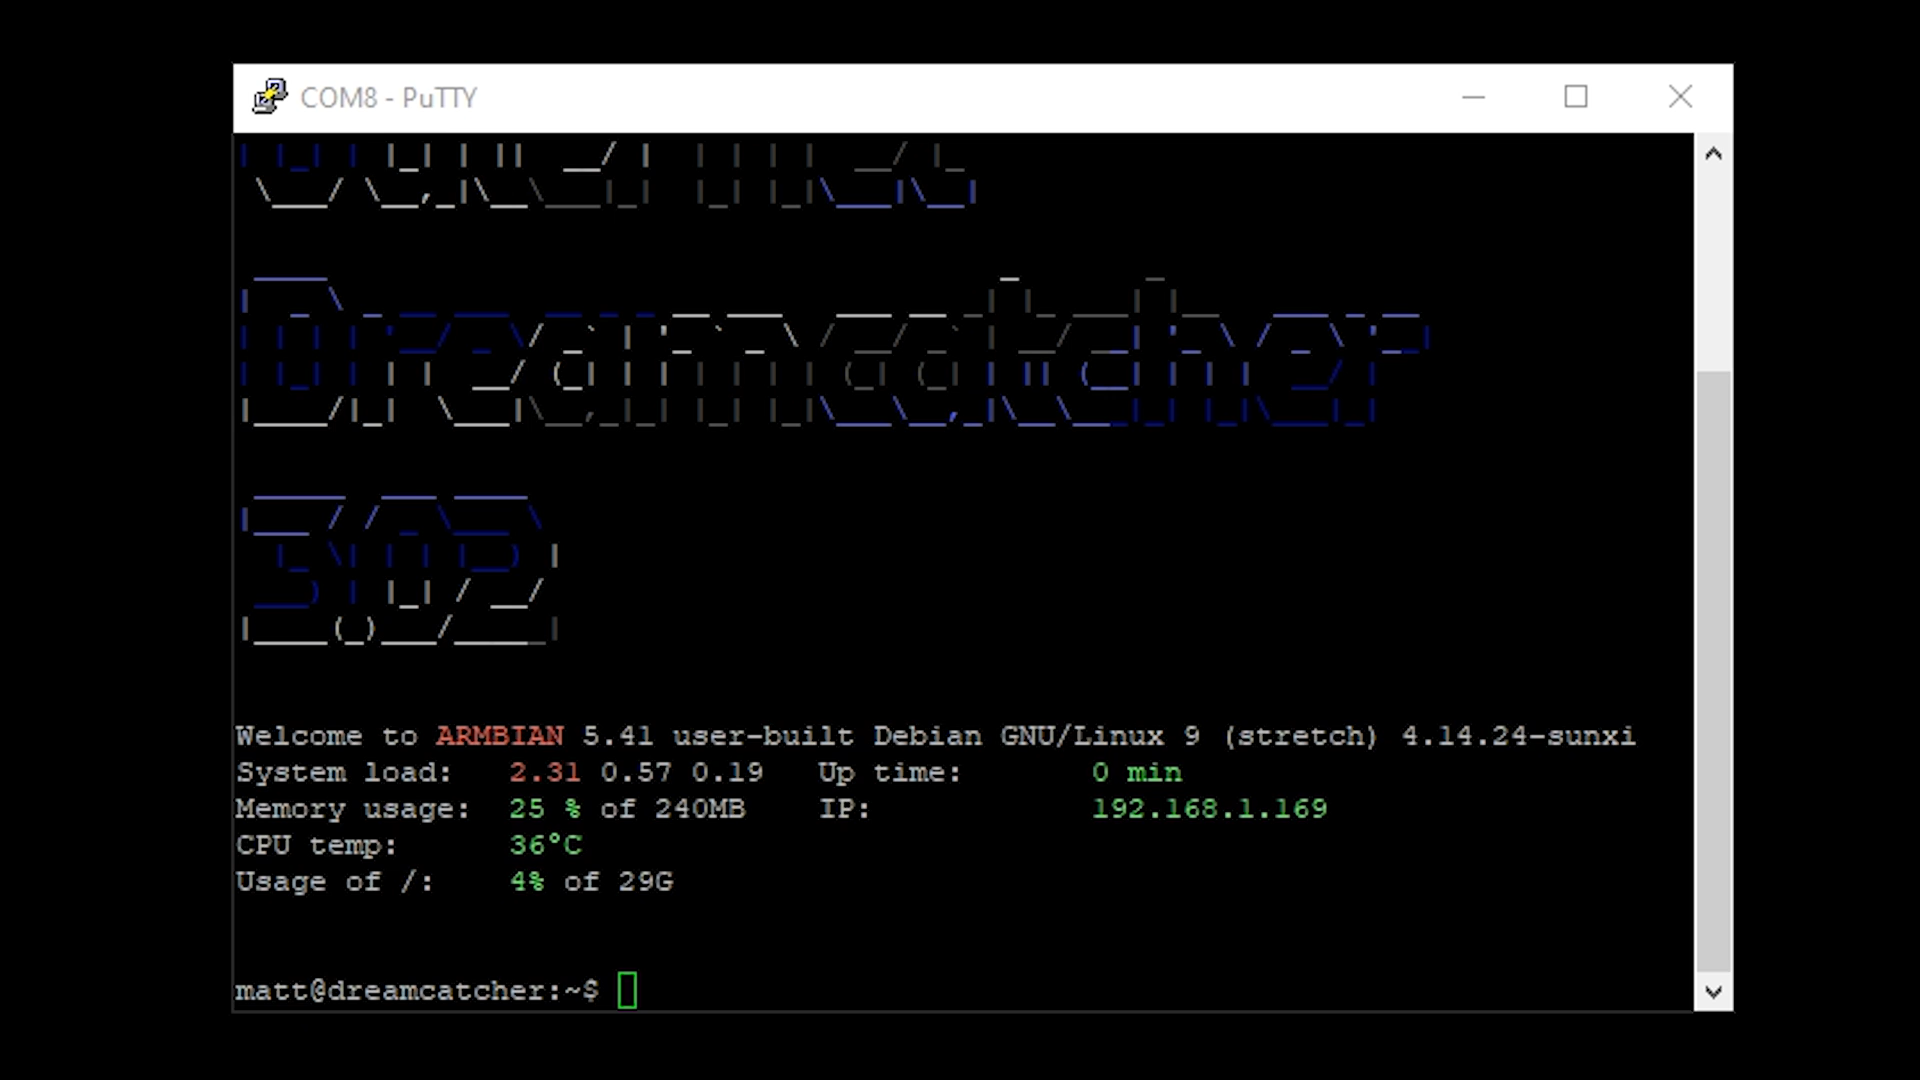 COM8 - PuTTY
Outernet
Dreamcatcher
3.02
Welcome to ARMBIAN 5.41 user-built Debian GNU/Linux 9 (stretch) 4.14.24-sunxi
System load: 2.31 0.57 0.19 Up time: 0 min
Memory usage: 25 % of 240MB IP: 192.168.1.169
CPU temp: 36°C
Usage of /: 4% of 29G
matt@dreamcatcher:~$